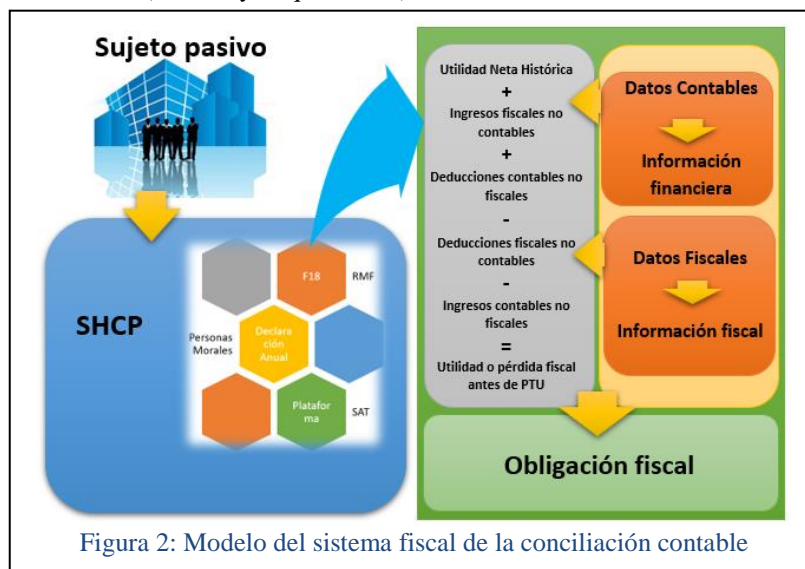 Sujeto pasivo
SHCP
F18
RMF
Personas
Morales
Declara
ción
Anual
Platafor
ma
SAT
Utilidad Neta Histórica
+
Ingresos fiscales no
contables
+
Deducciones contables no
fiscales
-
Deducciones fiscales no
contables
-
Ingresos contables no
fiscales
=
Utilidad o pérdida fiscal
antes de PTU
Datos Contables
Información
financiera
Datos Fiscales
Información fiscal
Obligación fiscal
Figura 2: Modelo del sistema fiscal de la conciliación contable